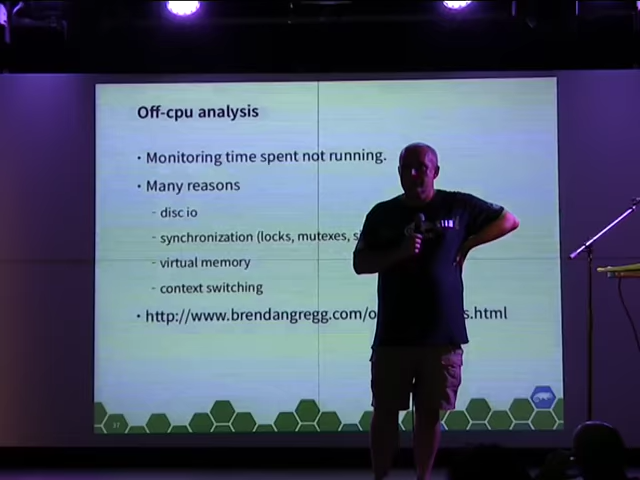 Off-cpu analysis
• Monitoring time spent not running.
• Many reasons
- disc io
- synchronization (locks, mutexes,
- virtual memory
- context switching
• http://www.brendangregg.com/ s.html
17